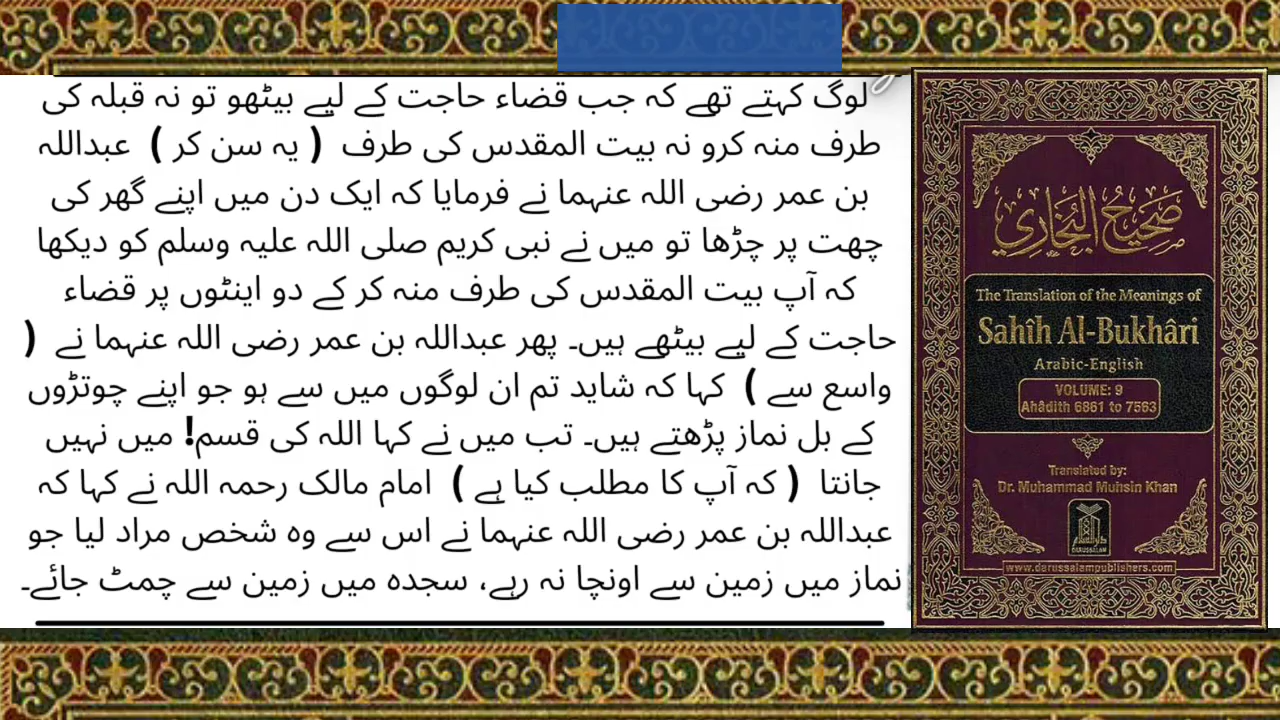 لوگ کہتے تھے کہ جب قضاء حاجت کے لیے بیٹھو تو نہ قبلہ کی
طرف منہ کرو نہ بیت المقدس کی طرف ( یہ سن کر ) عبداللہ
بن عمر رضی اللہ عنہما نے فرمایا کہ ایک دن میں اپنے گھر کی
چھت پر چڑھا تو میں نے نبی کریم صلی اللہ علیہ وسلم کو دیکھا
کہ آپ بیت المقدس کی طرف منہ کر کے دو اینٹوں پر قضاء
حاجت کے لیے بیٹھے ہیں۔ پھر عبداللہ بن عمر رضی اللہ عنہما نے (
واسع سے ) کہا کہ شاید تم ان لوگوں میں سے ہو جو اپنے چوتڑوں
کے بل نماز پڑھتے ہیں۔ تب میں نے کہا اللہ کی قسم! میں نہیں
جانتا ( کہ آپ کا مطلب کیا ہے ) امام مالک رحمہ اللہ نے کہا کہ
عبداللہ بن عمر رضی اللہ عنہما نے اس سے وہ شخص مراد لیا جو
نماز میں زمین سے اونچا نہ رہے، سجدہ میں زمین سے چمٹ جائے۔
صَحِيحُ البُخَارِي
The Translation of the Meanings of
Sahîh Al-Bukhâri
Arabic-English
VOLUME: 9
Ahâdith 6861 to 7563
Translated by:
Dr. Muhammad Muhsin Khan
دارالسلام
DARUSSALAM
www.darussalampublishers.com